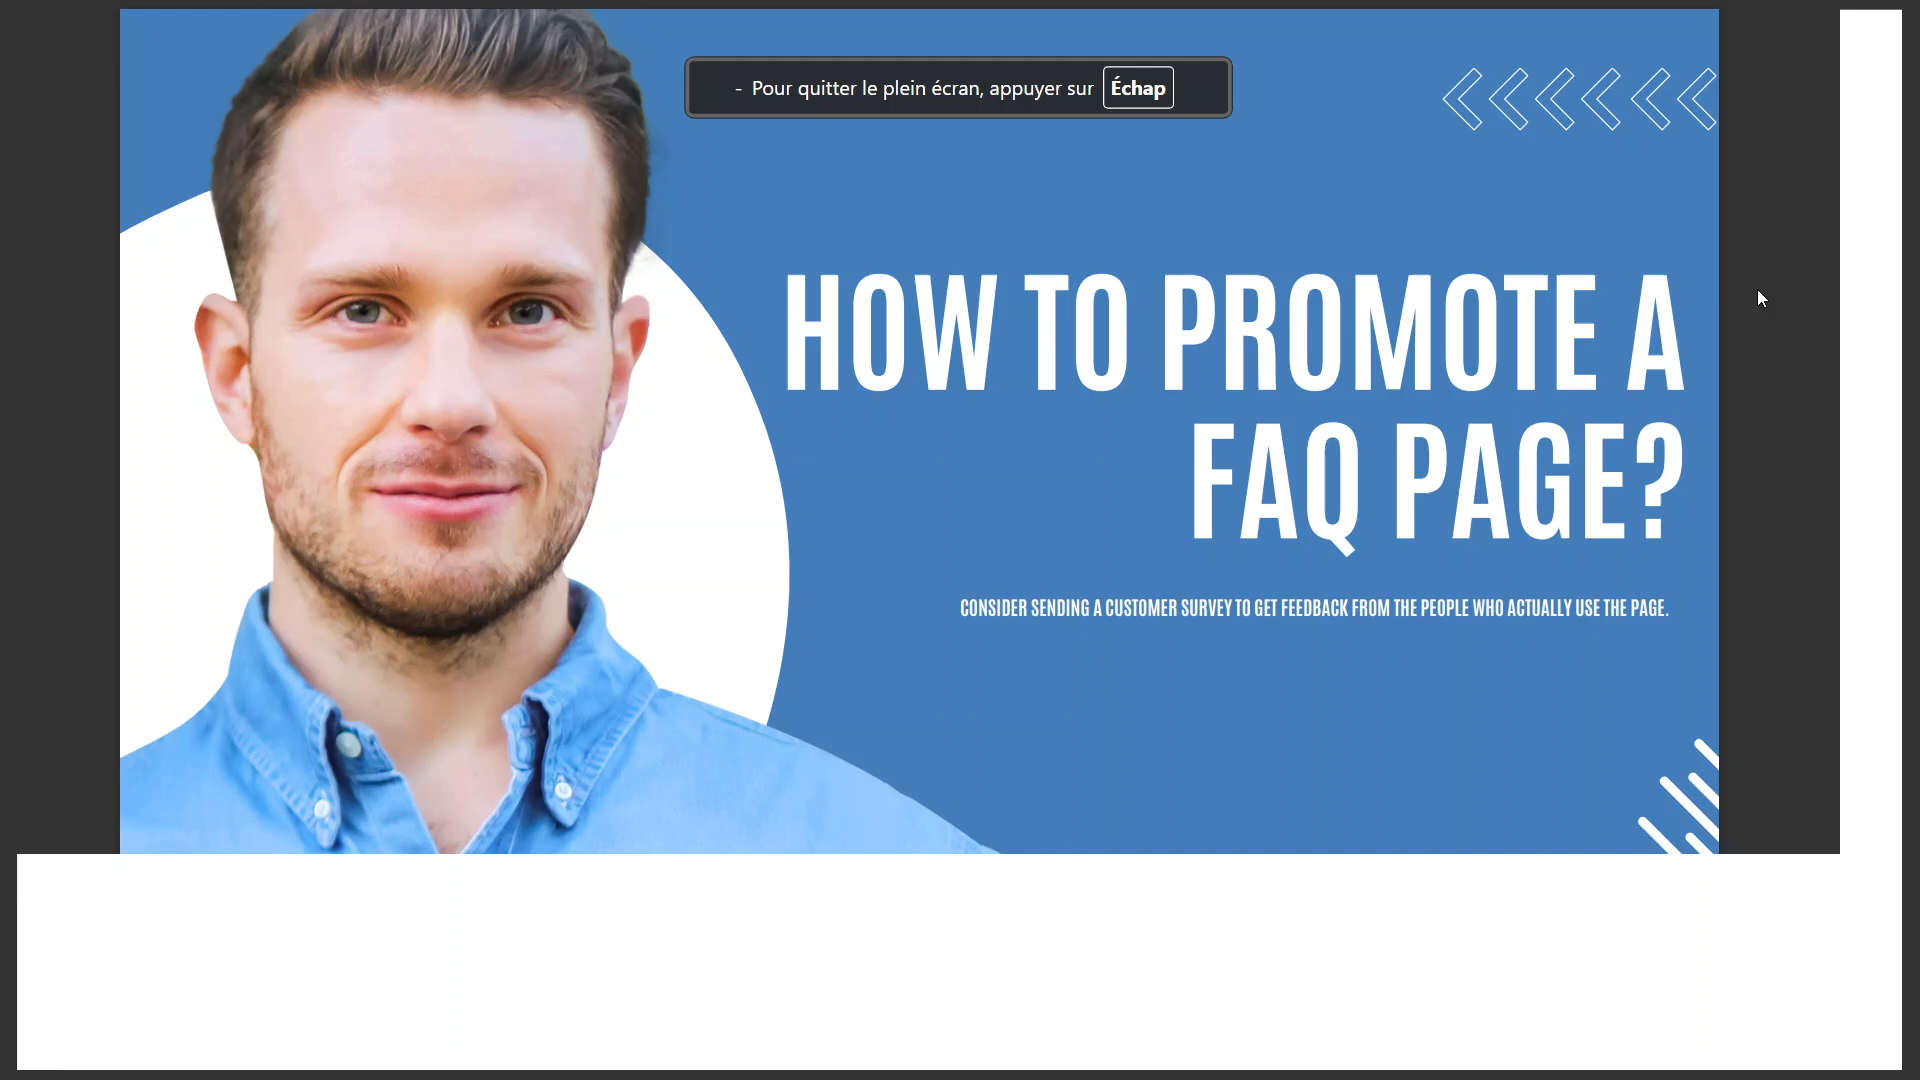 - Pour quitter le plein écran, appuyer sur Échap
HOW TO PROMOTE A
FAQ PAGE?
CONSIDER SENDING A CUSTOMER SURVEY TO GET FEEDBACK FROM THE PEOPLE WHO ACTUALLY USE THE PAGE.